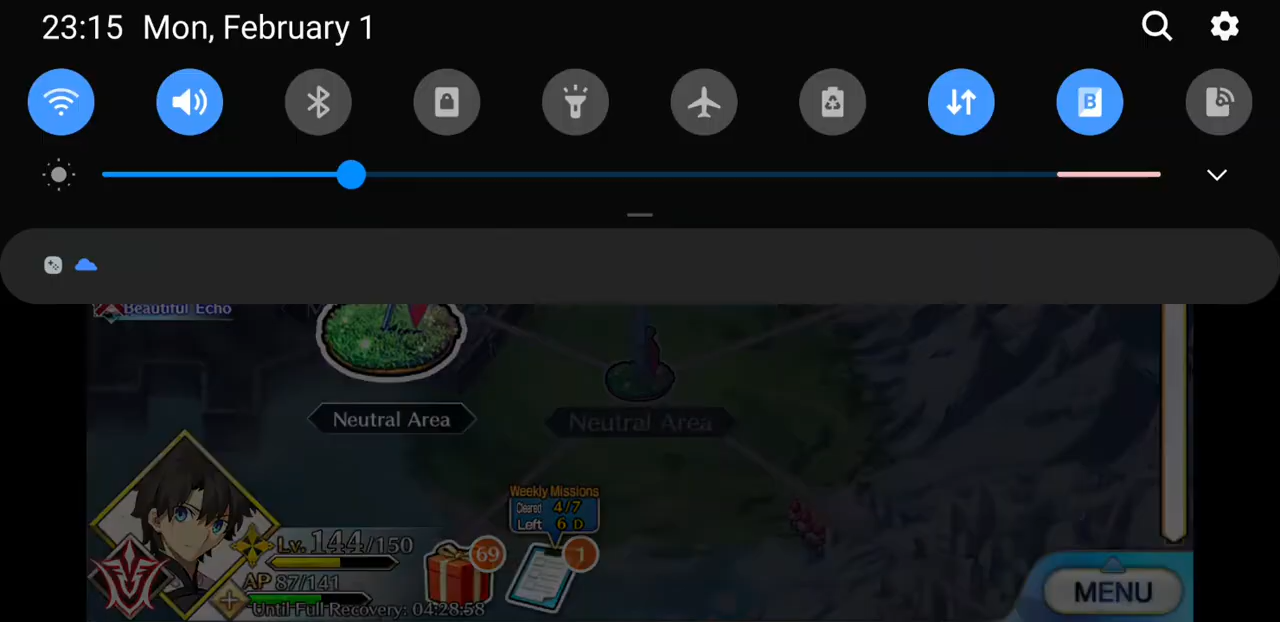 23:15 Mon, February 1
B
Beautiful Echo
Neutral Area
Neutral Area
Weekly Missions
Cleared 4/7
Left 6 D
Lv. 144/150
69
1
AP 87/141
Until Full Recovery: 04:28:58
MENU